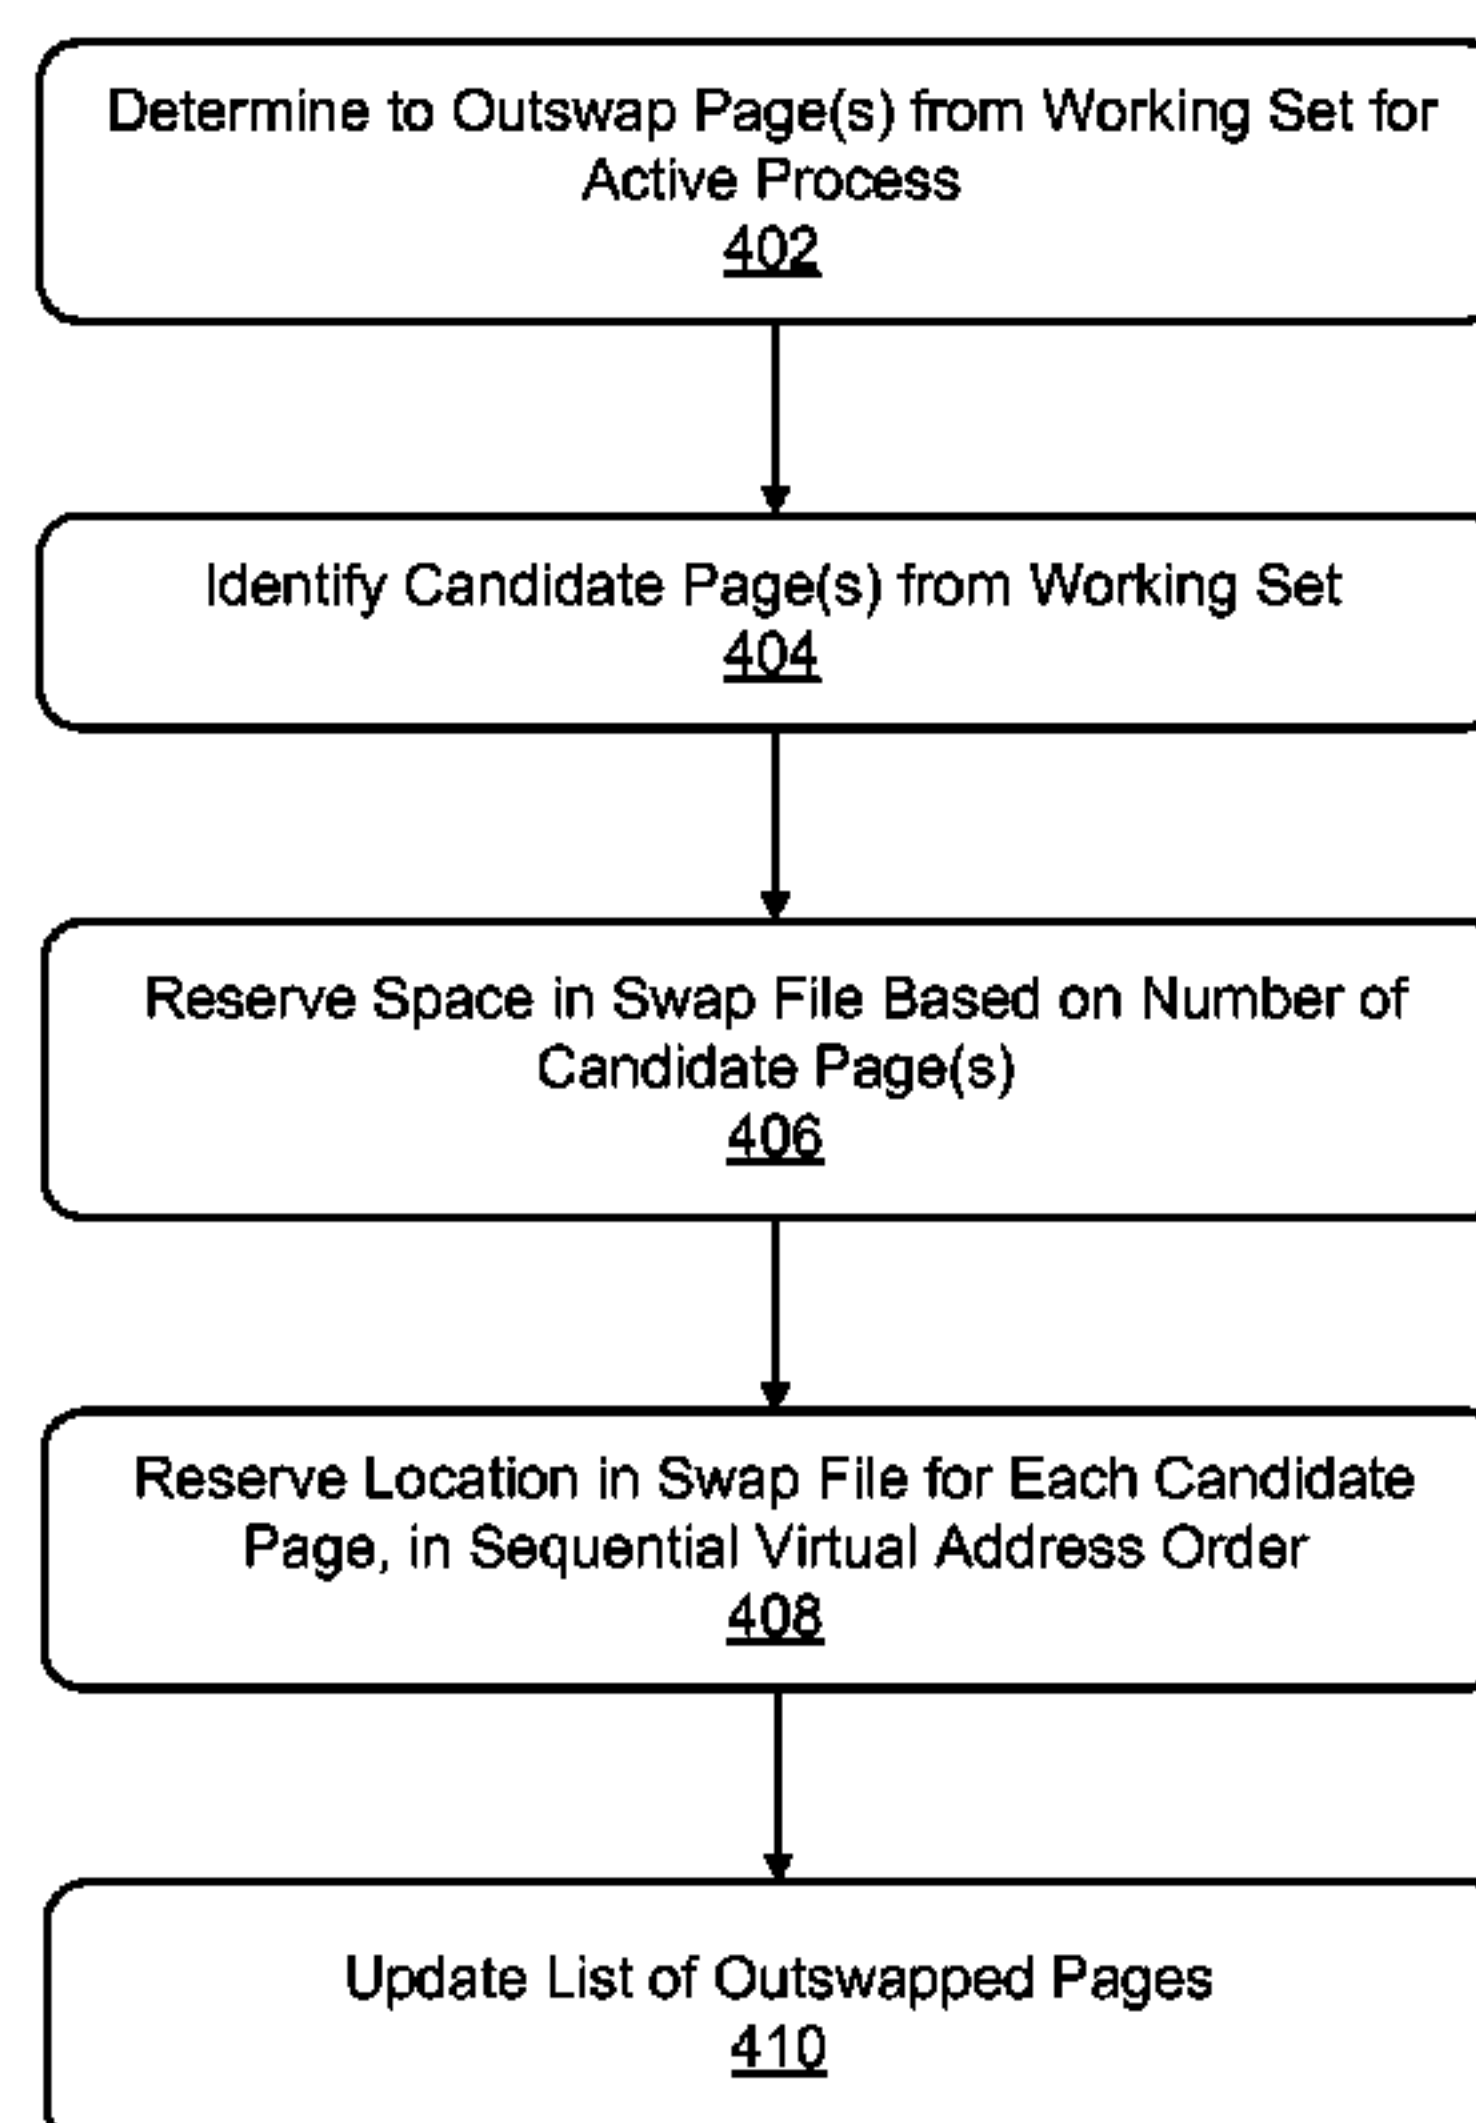 Determine to Outswap Page(s) from Working Set for
Active Process
402
Identify Candidate Page(s) from Working Set
404
Reserve Space in Swap File Based on Number of
Candidate Page(s)
406
Reserve Location in Swap File for Each Candidate
Page, in Sequential Virtual Address Order
408
Update List of Outswapped Pages
410